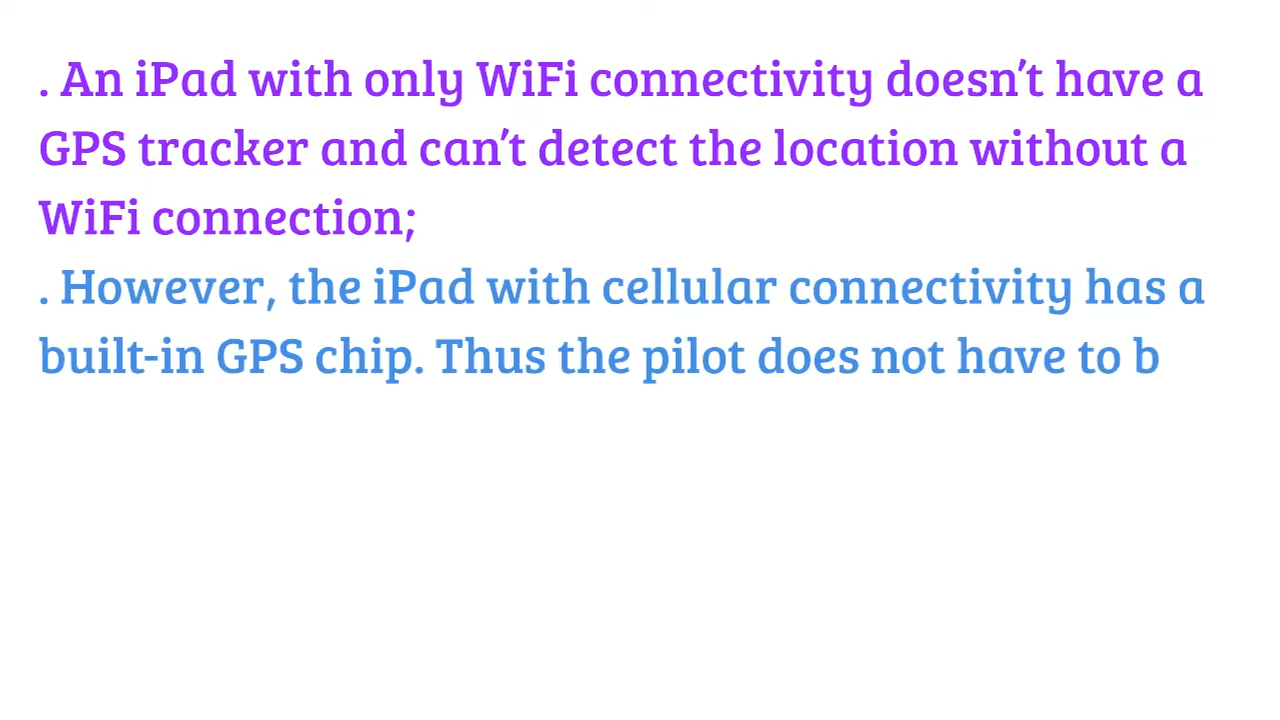 . An iPad with only WiFi connectivity doesn’t have a
GPS tracker and can’t detect the location without a
WiFi connection;
. However, the iPad with cellular connectivity has a
built-in GPS chip. Thus the pilot does not have to b